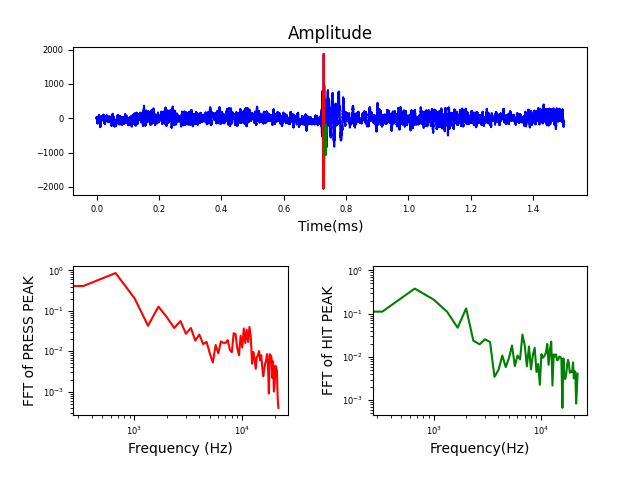 Amplitude
2000
1000
0
−1000
−2000
0.0 0.2 0.4 0.6 0.8 1.0 1.2 1.4
Time(ms)
FFT of PRESS PEAK
10⁰
10⁻¹
10⁻²
10⁻³
10³ 10⁴
Frequency (Hz)
FFT of HIT PEAK
10⁰
10⁻¹
10⁻²
10⁻³
10³ 10⁴
Frequency(Hz)